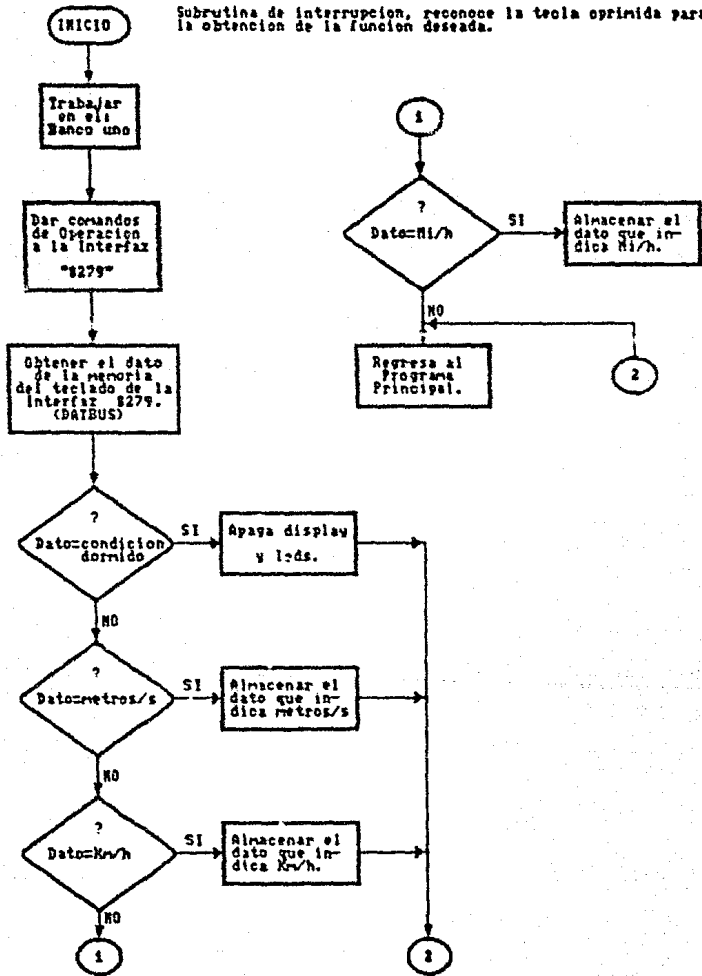 Subrutina de interrupcion, reconoce la tecla oprimida para
la obtencion de la funcion deseada.
INICIO
Trabajar
en el:
Banco uno
Dar comandos
de Operacion
a la Interfaz
"8279"
Obtener el dato
de la memoria
del teclado de la
interfaz 8279.
(DATBUS)
?
Dato=condicion
dormido
SI
Apaga display
y leds.
NO
?
Dato=metros/s
SI
Almacenar el
dato que in-
dica metros/s
NO
?
Dato=Km/h
SI
Almacenar el
dato que in-
dica Km/h.
NO
1
2
1
?
Dato=Mi/h
SI
Almacenar el
dato que in-
dica Mi/h.
NO
Regresa al
Programa
Principal.
2